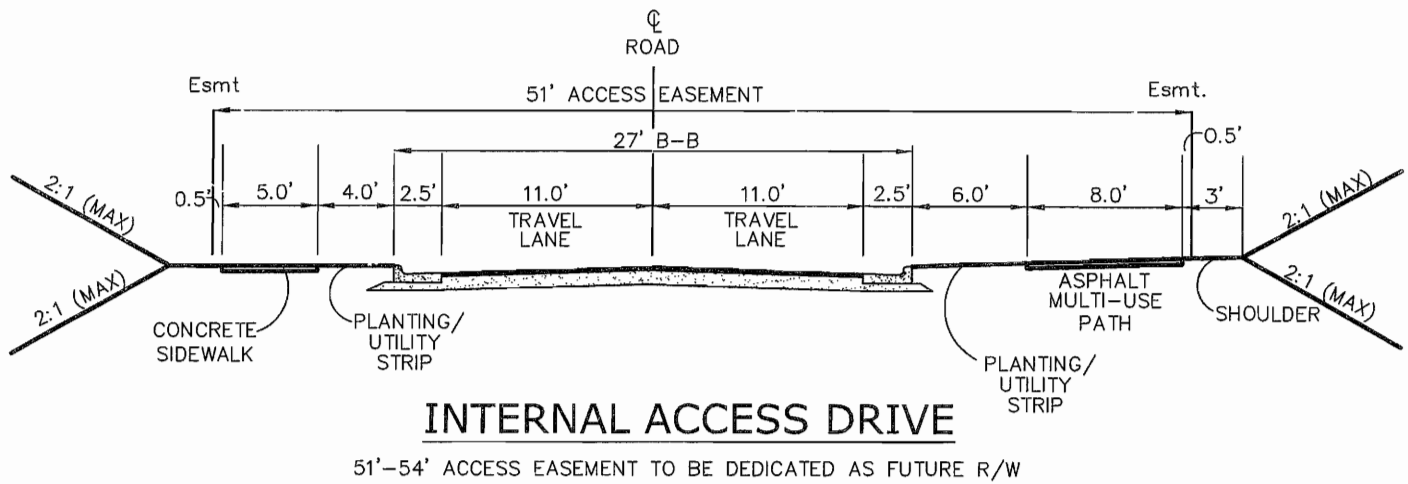 ℄
ROAD
Esmt
51' ACCESS EASEMENT
Esmt.
27' B-B
0.5'
0.5'
5.0'
4.0'
2.5'
11.0'
11.0'
2.5'
6.0'
8.0'
3'
TRAVEL
LANE
TRAVEL
LANE
2:1 (MAX)
2:1 (MAX)
2:1 (MAX)
2:1 (MAX)
CONCRETE
SIDEWALK
PLANTING/
UTILITY
STRIP
ASPHALT
MULTI-USE
PATH
SHOULDER
PLANTING/
UTILITY
STRIP
INTERNAL ACCESS DRIVE
51'-54' ACCESS EASEMENT TO BE DEDICATED AS FUTURE R/W